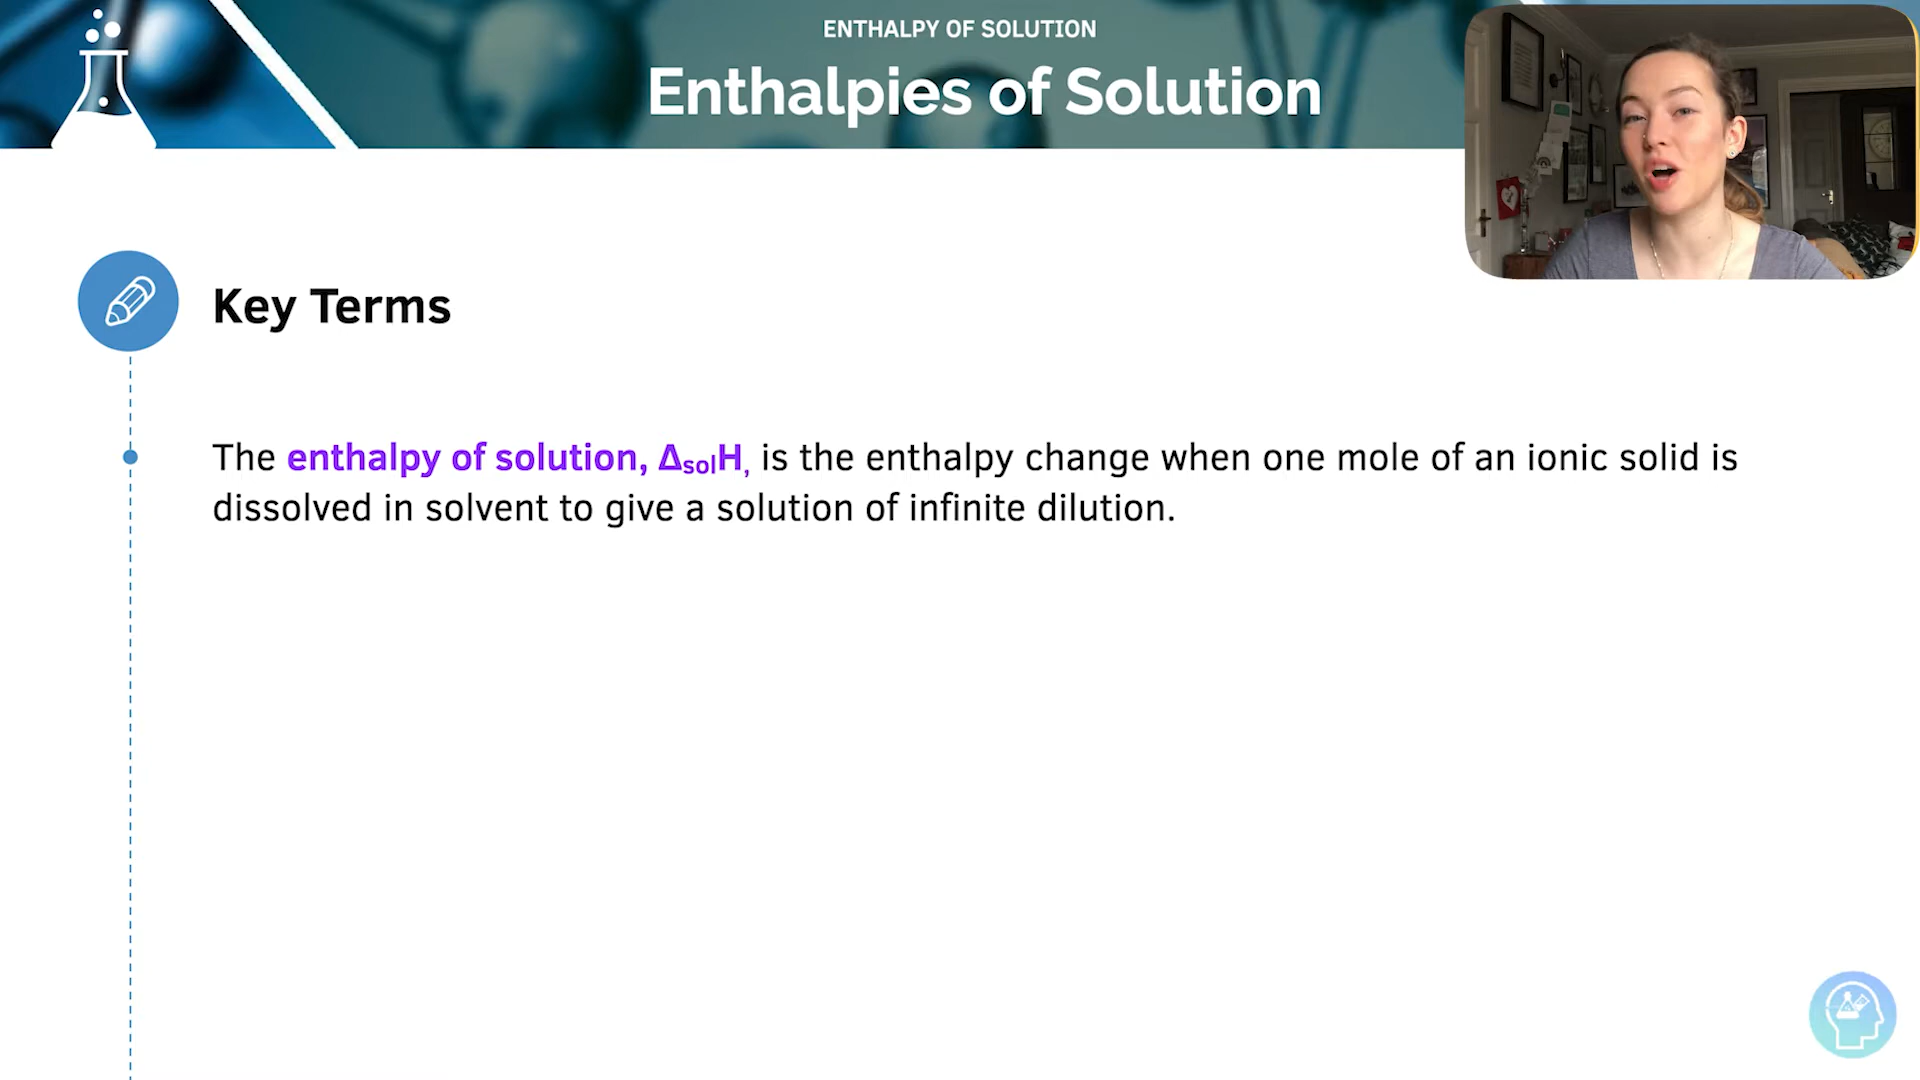 ENTHALPY OF SOLUTION
Enthalpies of Solution
Key Terms
The enthalpy of solution, ΔsolH, is the enthalpy change when one mole of an ionic solid is
dissolved in solvent to give a solution of infinite dilution.